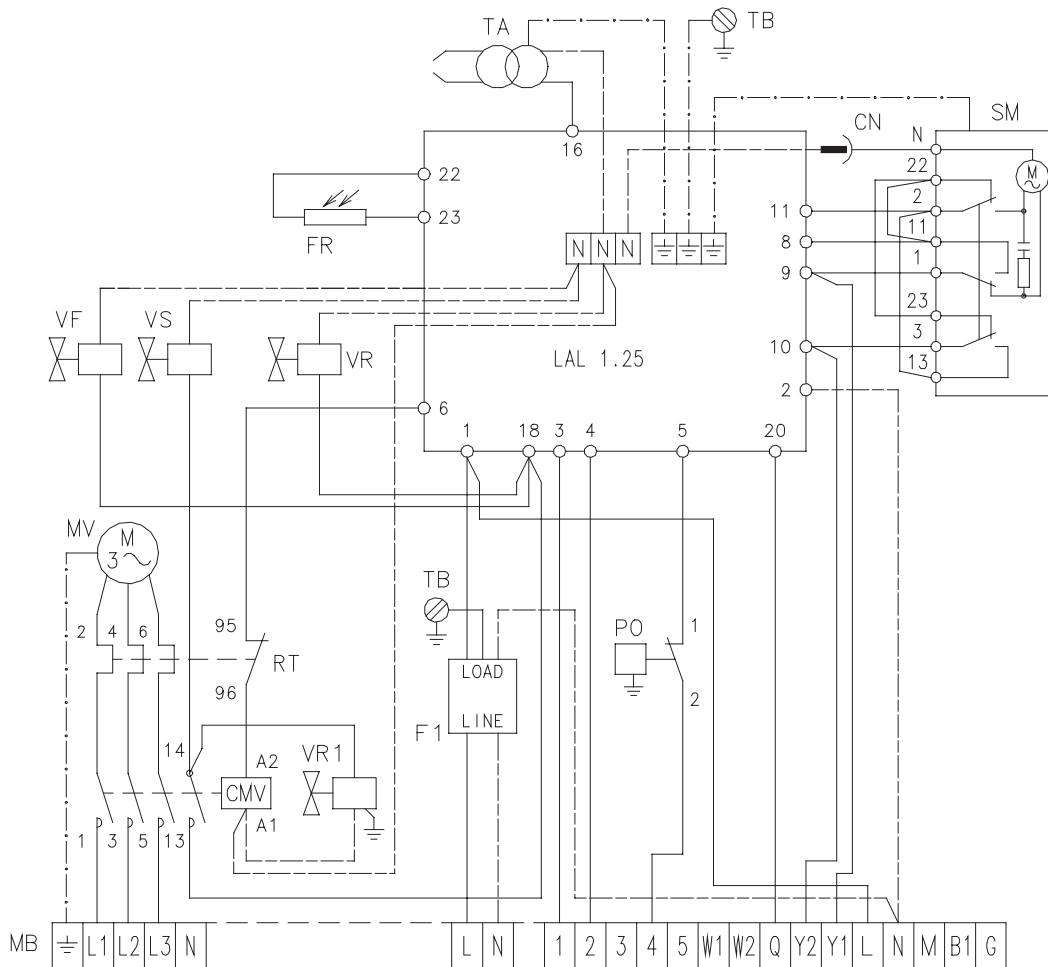 TA
TB
CN
SM
N
16
22
22
M
2
23
11
FR
11
8
1
N N N
9
23
VF
VS
VR
LAL 1.25
10
3
2
13
6
1
18
3
4
5
20
MV
M
3
TB
95
PO
1
2
4
6
RT
LOAD
96
2
LINE
F1
14
A2
VR1
CMV
A1
1
3
5
13
MB
L1 L2 L3 N
L N
1 2 3 4 5 W1 W2 Q Y2 Y1 L N M B1 G